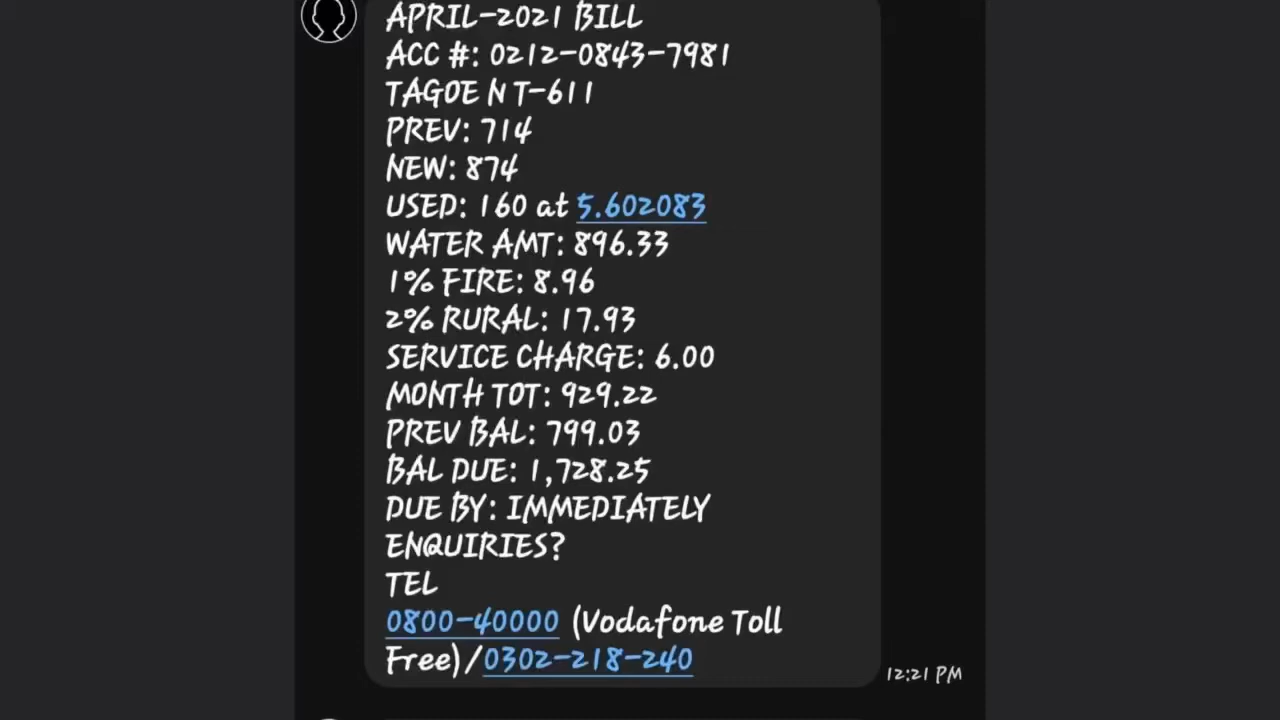 APRIL-2021 BILL
ACC #: 0212-0843-7981
TAGOE N T-611
PREV: 714
NEW: 874
USED: 160 at 5.602083
WATER AMT: 896.33
1% FIRE: 8.96
2% RURAL: 17.93
SERVICE CHARGE: 6.00
MONTH TOT: 929.22
PREV BAL: 799.03
BAL DUE: 1,728.25
DUE BY: IMMEDIATELY
ENQUIRIES?
TEL
0800-40000 (Vodafone Toll
Free)/0302-218-240
12:21 PM